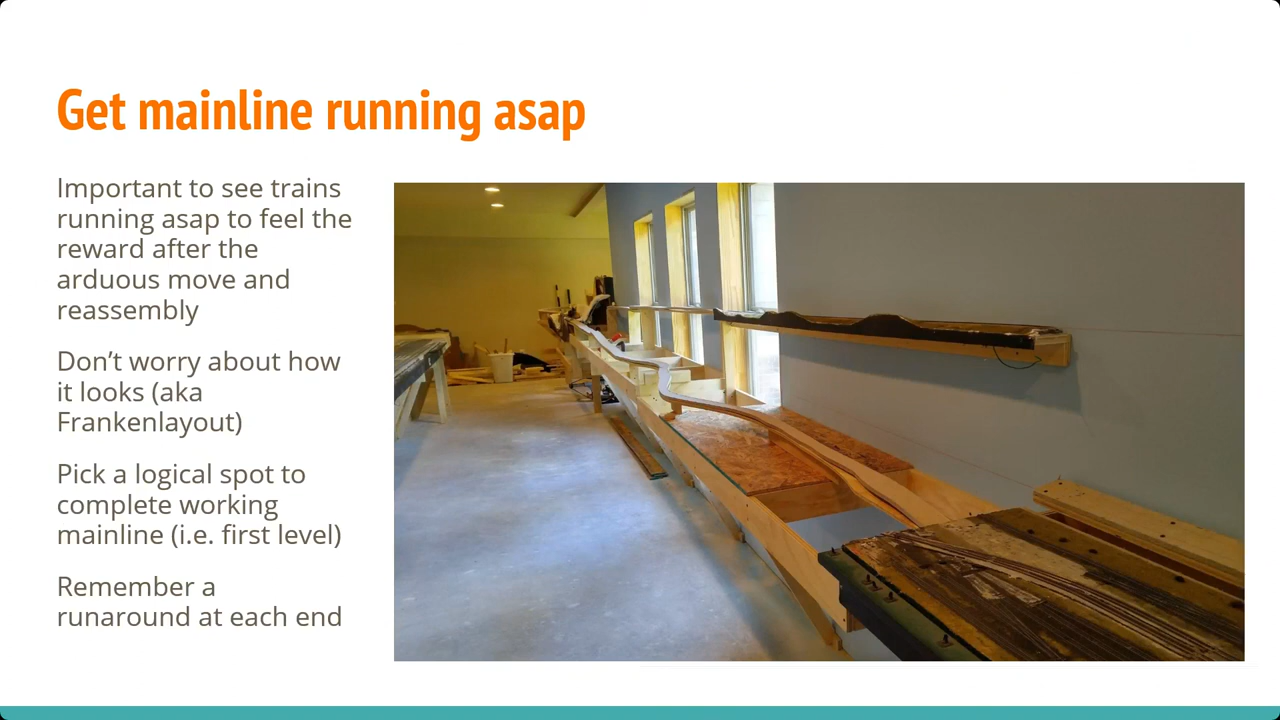 Get mainline running asap
Important to see trains
running asap to feel the
reward after the
arduous move and
reassembly
Don’t worry about how
it looks (aka
Frankenlayout)
Pick a logical spot to
complete working
mainline (i.e. first level)
Remember a
runaround at each end